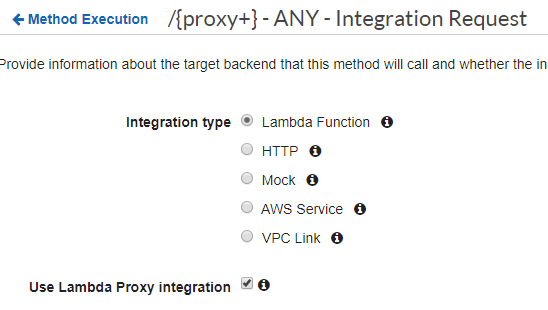 Method Execution /{proxy+} - ANY - Integration Request
Provide information about the target backend that this method will call and whether the in
Integration type Lambda Function
HTTP
Mock
AWS Service
VPC Link
Use Lambda Proxy integration